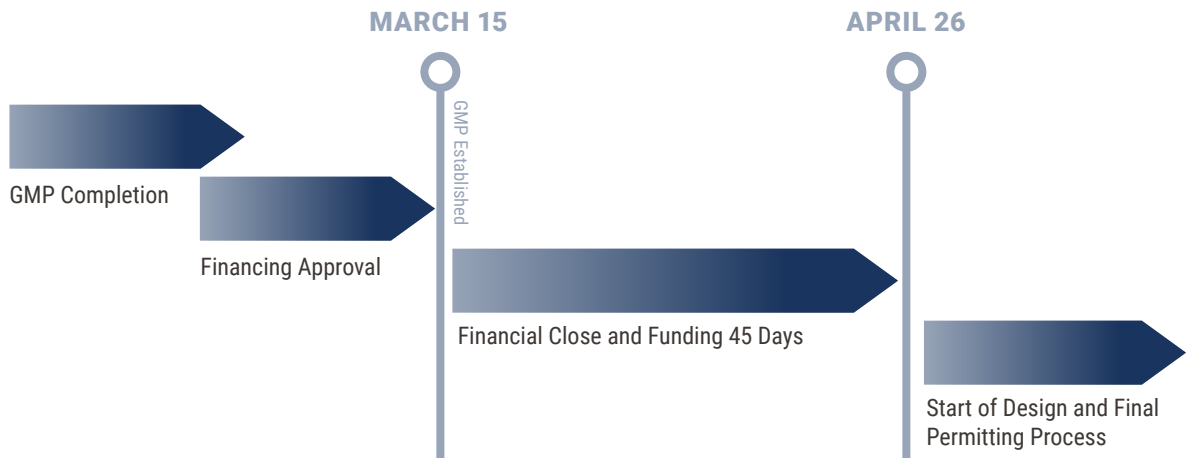 MARCH 15
APRIL 26
GMP Established
GMP Completion
Financing Approval
Financial Close and Funding 45 Days
Start of Design and Final
Permitting Process